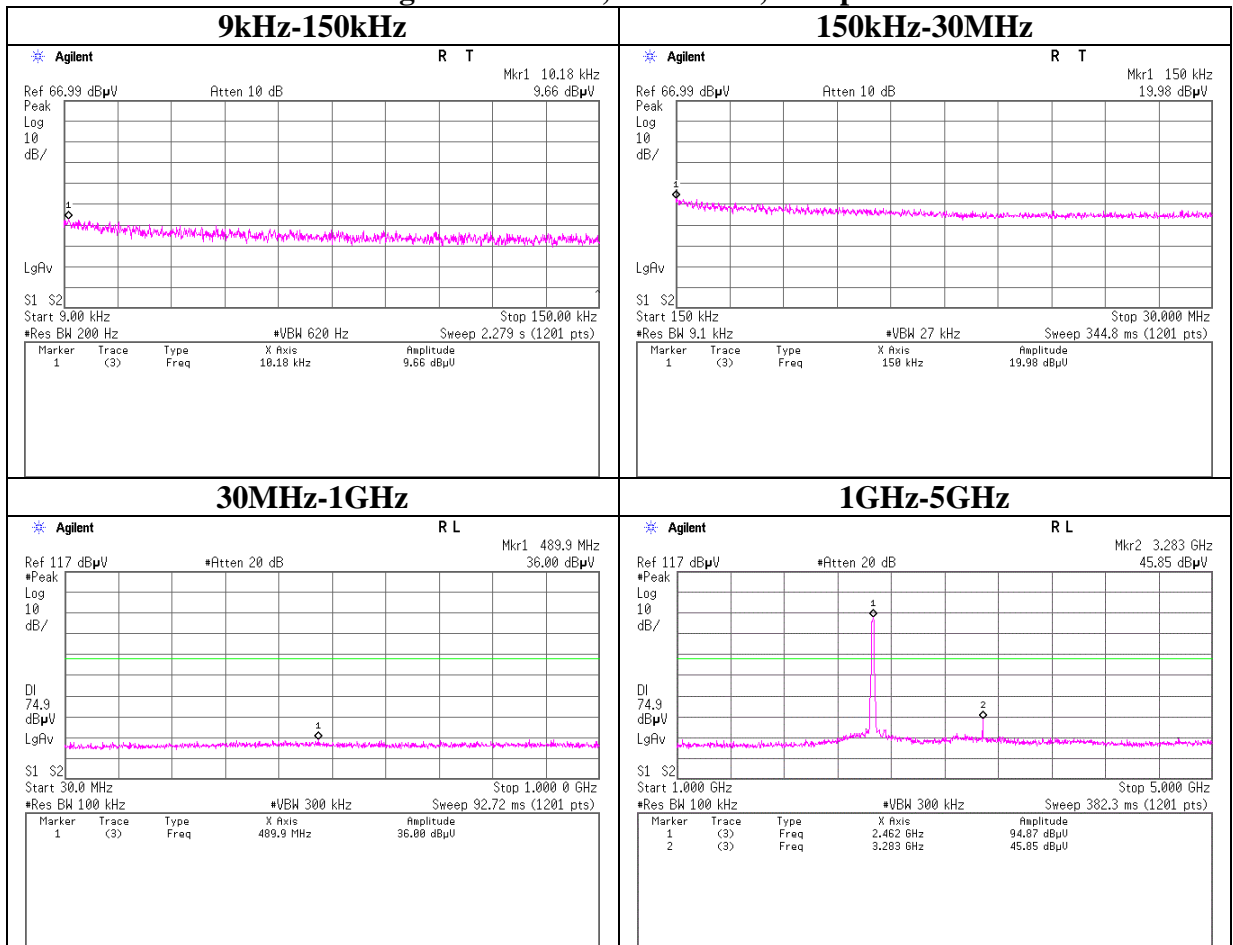 9kHz-150kHz
Agilent R T
Mkr1 10.18 kHz
Ref 66.99 dBµV Atten 10 dB 9.66 dBµV
Peak
Log
10
dB/
1
LgAv
S1 S2
Start 9.00 kHz Stop 150.00 kHz
#Res BW 200 Hz #VBW 620 Hz Sweep 2.279 s (1201 pts)
Marker Trace Type X Axis Amplitude
1 (3) Freq 10.18 kHz 9.66 dBµV
150kHz-30MHz
Agilent R T
Mkr1 150 kHz
Ref 66.99 dBµV Atten 10 dB 19.98 dBµV
Peak
Log
10
dB/
1
LgAv
S1 S2
Start 150 kHz Stop 30.000 MHz
#Res BW 9.1 kHz #VBW 27 kHz Sweep 344.8 ms (1201 pts)
Marker Trace Type X Axis Amplitude
1 (3) Freq 150 kHz 19.98 dBµV
30MHz-1GHz
Agilent R L
Mkr1 489.9 MHz
Ref 117 dBµV #Atten 20 dB 36.00 dBµV
#Peak
Log
10
dB/
DI
74.9
dBµV
1
LgAv
S1 S2
Start 30.0 MHz Stop 1.000 0 GHz
#Res BW 100 kHz #VBW 300 kHz Sweep 92.72 ms (1201 pts)
Marker Trace Type X Axis Amplitude
1 (3) Freq 489.9 MHz 36.00 dBµV
1GHz-5GHz
Agilent R L
Mkr2 3.283 GHz
Ref 117 dBµV #Atten 20 dB 45.85 dBµV
#Peak
Log
10
dB/
1
DI
74.9
dBµV
2
LgAv
S1 S2
Start 1.000 GHz Stop 5.000 GHz
#Res BW 100 kHz #VBW 300 kHz Sweep 382.3 ms (1201 pts)
Marker Trace Type X Axis Amplitude
1 (3) Freq 2.462 GHz 94.87 dBµV
2 (3) Freq 3.283 GHz 45.85 dBµV